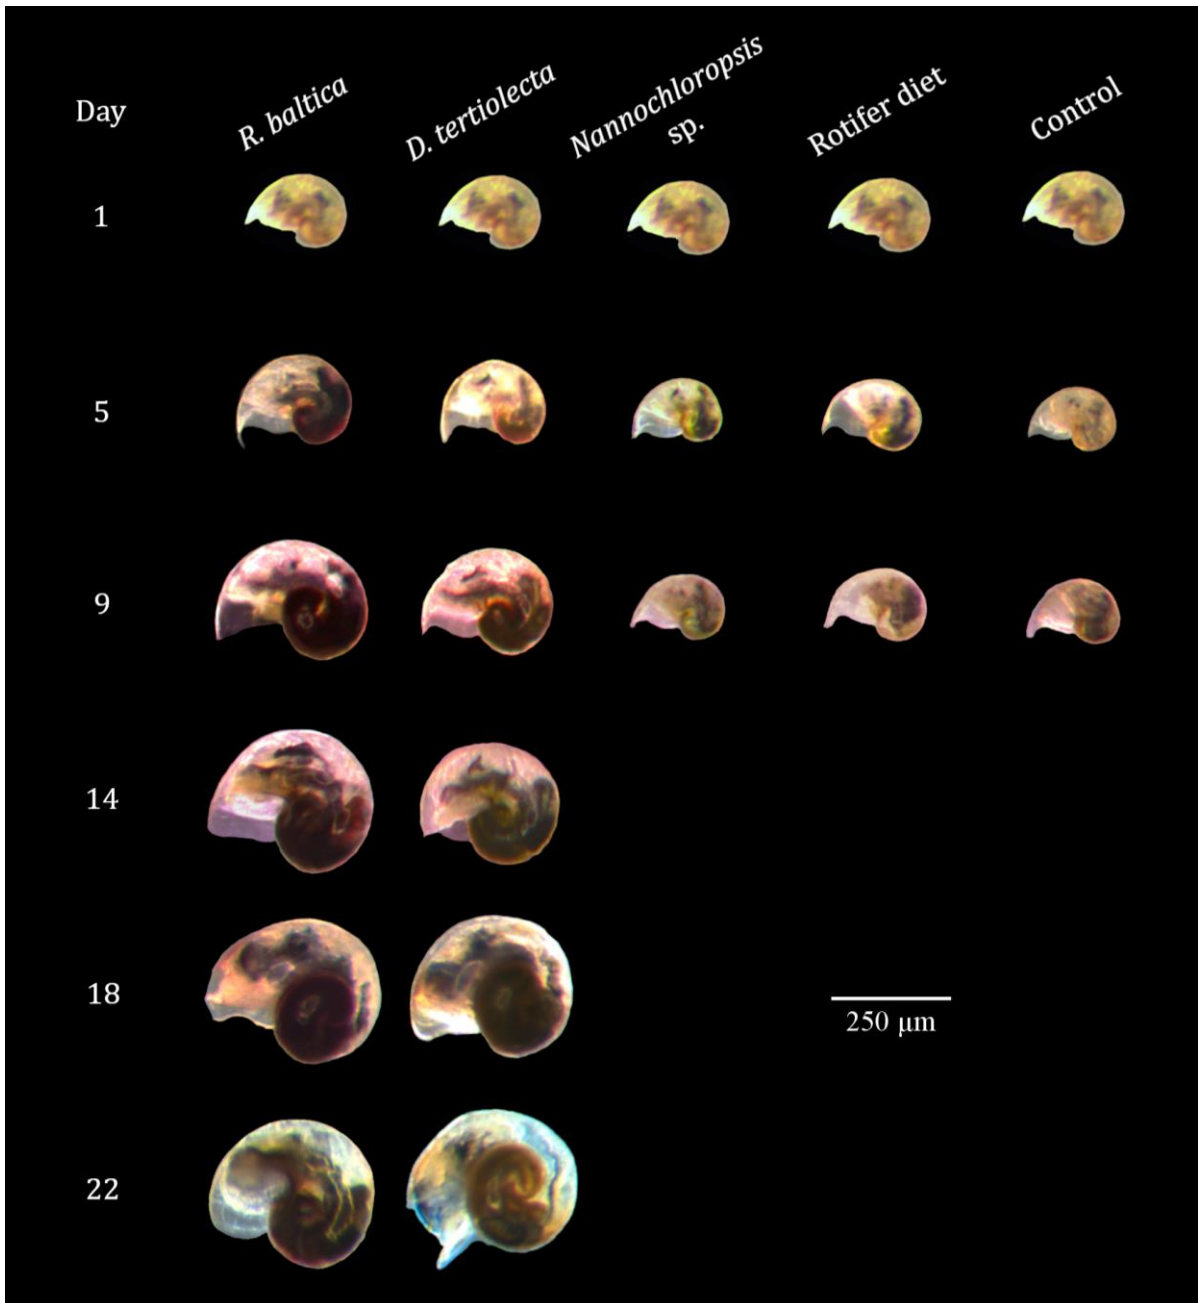 Day
R. baltica
D. tertiolecta
Nannochloropsis
sp.
Rotifer diet
Control
1
5
9
14
18
22
250 μm